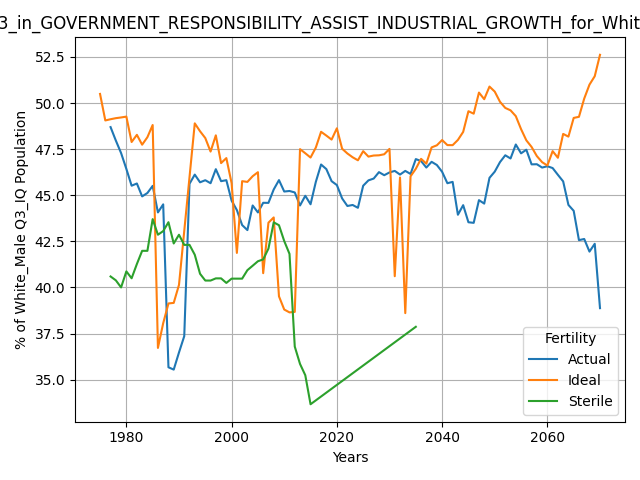 3_in_GOVERNMENT_RESPONSIBILITY_ASSIST_INDUSTRIAL_GROWTH_for_Whit
% of White_Male Q3_IQ Population
52.5
50.0
47.5
45.0
42.5
40.0
37.5
35.0
1980
2000
2020
2040
2060
Years
Fertility
Actual
Ideal
Sterile